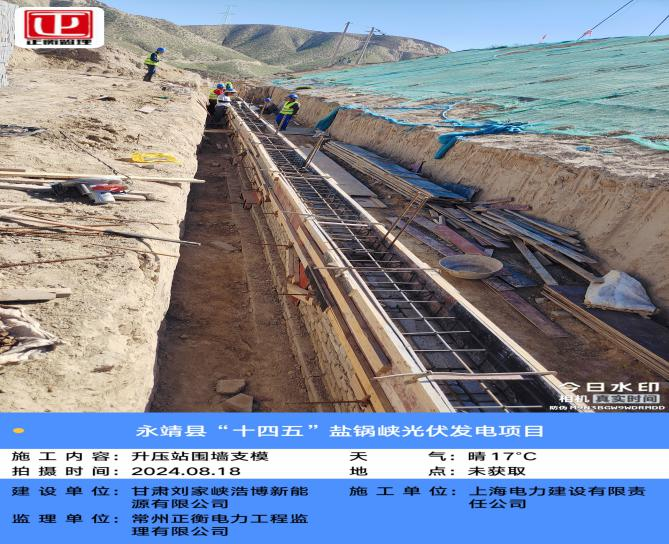 正衡监理
今日水印
相机 真实时间
防伪 M9N3BGW9WDRMDD
永靖县“十四五”盐锅峡光伏发电项目
施工内容：升压站围墙支模 天气：晴 17°C
拍摄时间：2024.08.18 地点：未获取
建设单位：甘肃刘家峡浩博新能 施工单位：上海电力建设有限责
源有限公司 任公司
监理单位：常州正衡电力工程监
理有限公司